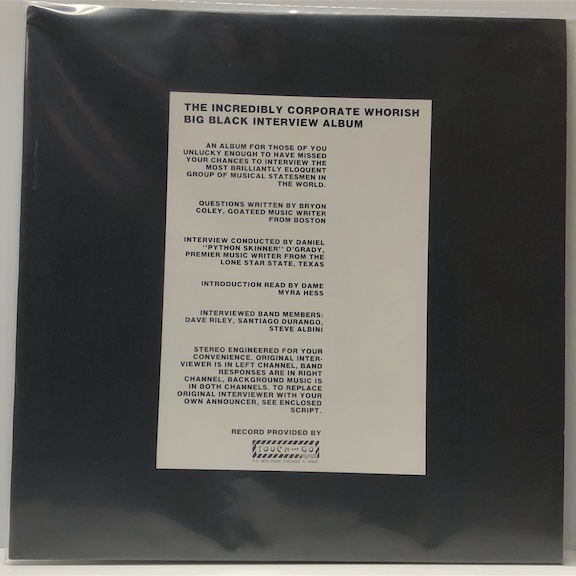 THE INCREDIBLY CORPORATE WHORISH
BIG BLACK INTERVIEW ALBUM
AN ALBUM FOR THOSE OF YOU
UNLUCKY ENOUGH TO HAVE MISSED
YOUR CHANCES TO INTERVIEW THE
MOST BRILLIANTLY ELOQUENT
GROUP OF MUSICAL STATESMEN IN
THE WORLD.
QUESTIONS WRITTEN BY BRYON
COLEY, GOATEED MUSIC WRITER
FROM BOSTON
INTERVIEW CONDUCTED BY DANIEL
"PYTHON SKINNER" O'GRADY,
PREMIER MUSIC WRITER FROM THE
LONE STAR STATE, TEXAS
INTRODUCTION READ BY DAME
MYRA HESS
INTERVIEWED BAND MEMBERS:
DAVE RILEY, SANTIAGO DURANGO,
STEVE ALBINI
STEREO ENGINEERED FOR YOUR
CONVENIENCE. ORIGINAL INTER-
VIEWER IS IN LEFT CHANNEL, BAND
RESPONSES ARE IN RIGHT
CHANNEL, BACKGROUND MUSIC IS
IN BOTH CHANNELS. TO REPLACE
ORIGINAL INTERVIEWER WITH YOUR
OWN ANNOUNCER, SEE ENCLOSED
SCRIPT.
RECORD PROVIDED BY
TOUCH AND GO